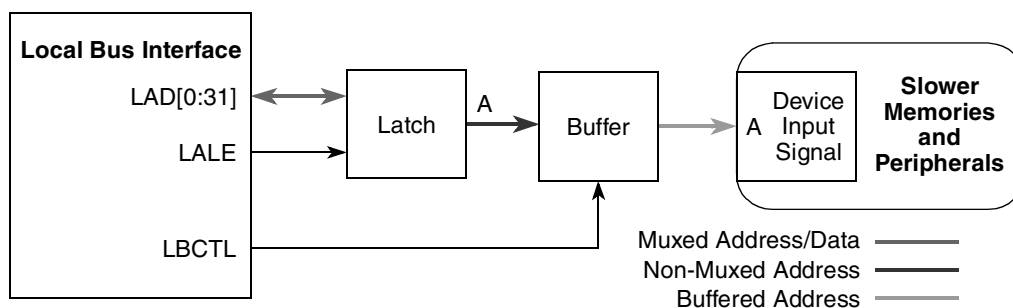 Local Bus Interface
LAD[0:31]
LALE
LBCTL
Latch
A
Buffer
A
Device
Input
Signal
Slower
Memories
and
Peripherals
Muxed Address/Data
Non-Muxed Address
Buffered Address